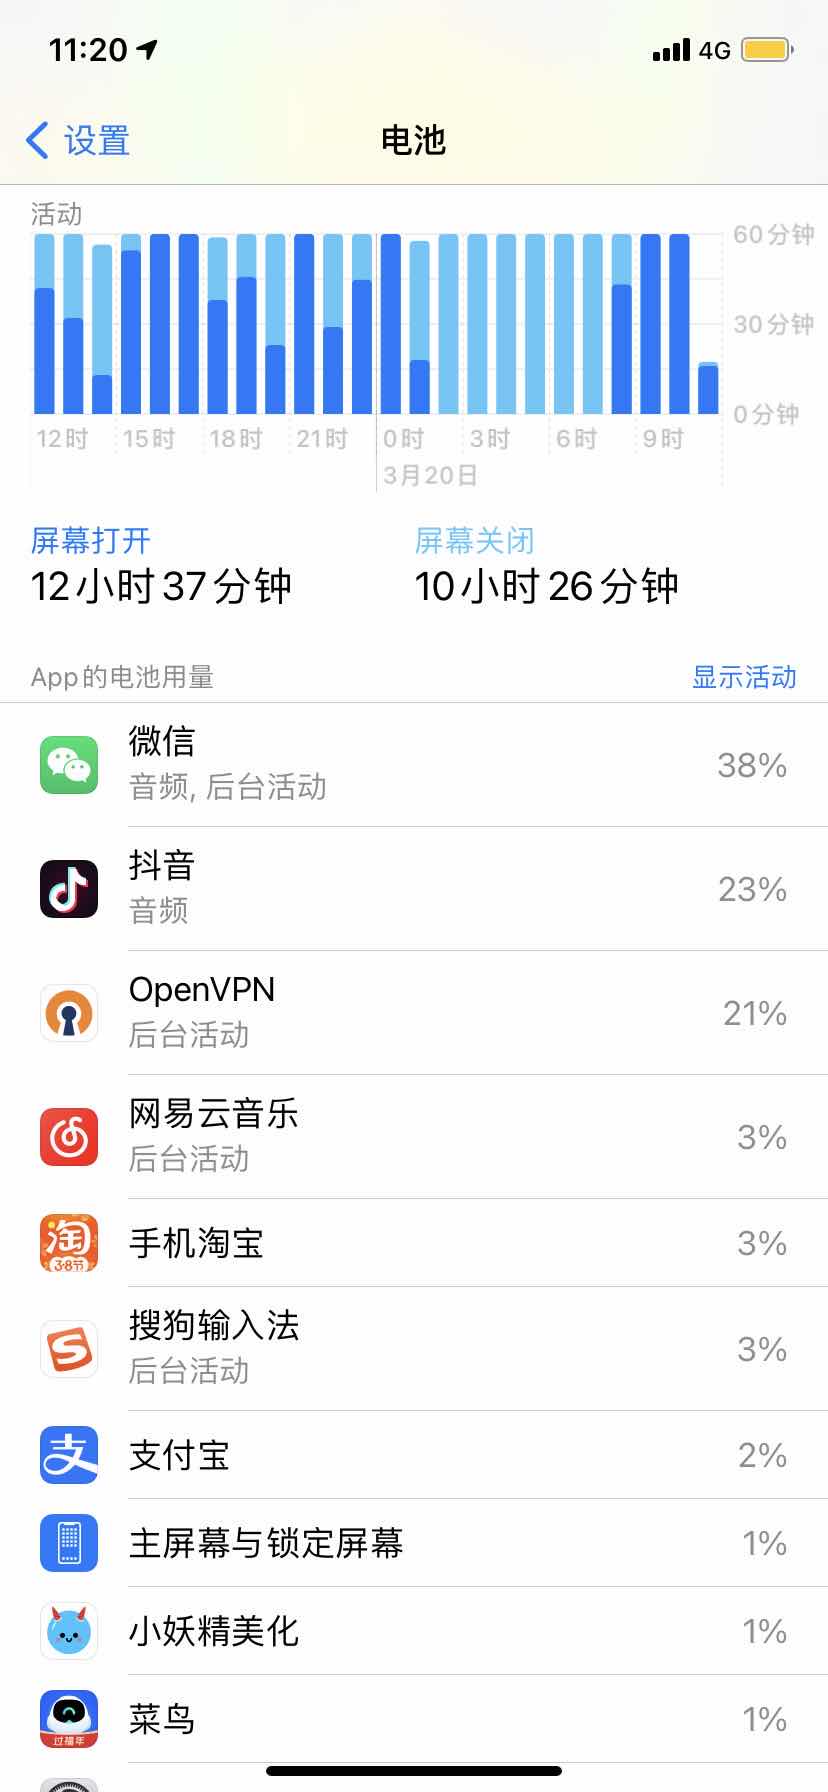 11:20
4G
设置
电池
活动
60分钟
30分钟
0分钟
12时 15时 18时 21时 0时 3时 6时 9时
3月20日
屏幕打开 屏幕关闭
12小时37分钟 10小时26分钟
App的电池用量 显示活动
微信
音频, 后台活动
38%
抖音
音频
23%
OpenVPN
后台活动
21%
网易云音乐
后台活动
3%
淘
3.8节
手机淘宝
3%
搜狗输入法
后台活动
3%
支
支付宝
2%
主屏幕与锁定屏幕
1%
小妖精美化
1%
过福年
菜鸟
1%